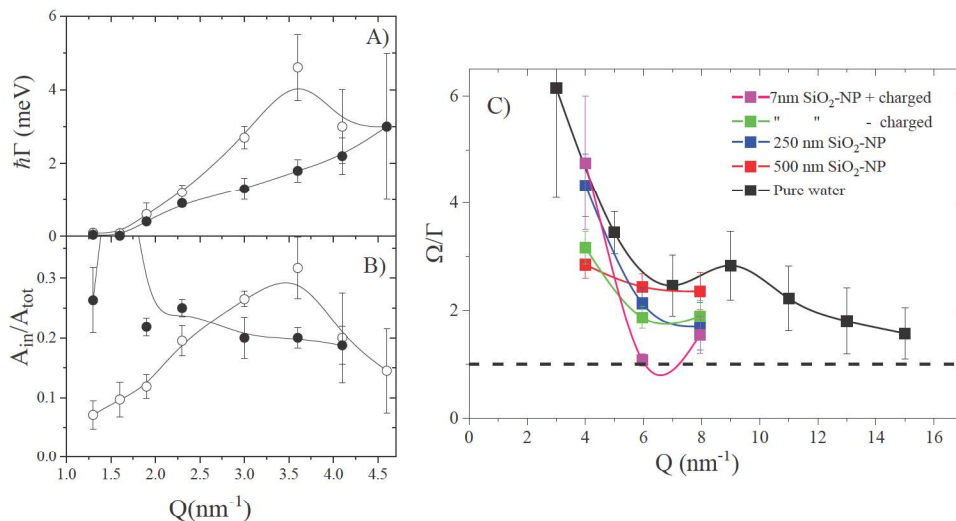 A)
6
4
2
0
ħΓ (meV)
B)
0.3
0.2
0.1
0.0
A_in/A_tot
1.0 1.5 2.0 2.5 3.0 3.5 4.0 4.5
Q(nm⁻¹)
C)
7nm SiO₂-NP + charged
" " - charged
250 nm SiO₂-NP
500 nm SiO₂-NP
Pure water
6
4
2
0
Ω/Γ
0 2 4 6 8 10 12 14 16
Q (nm⁻¹)